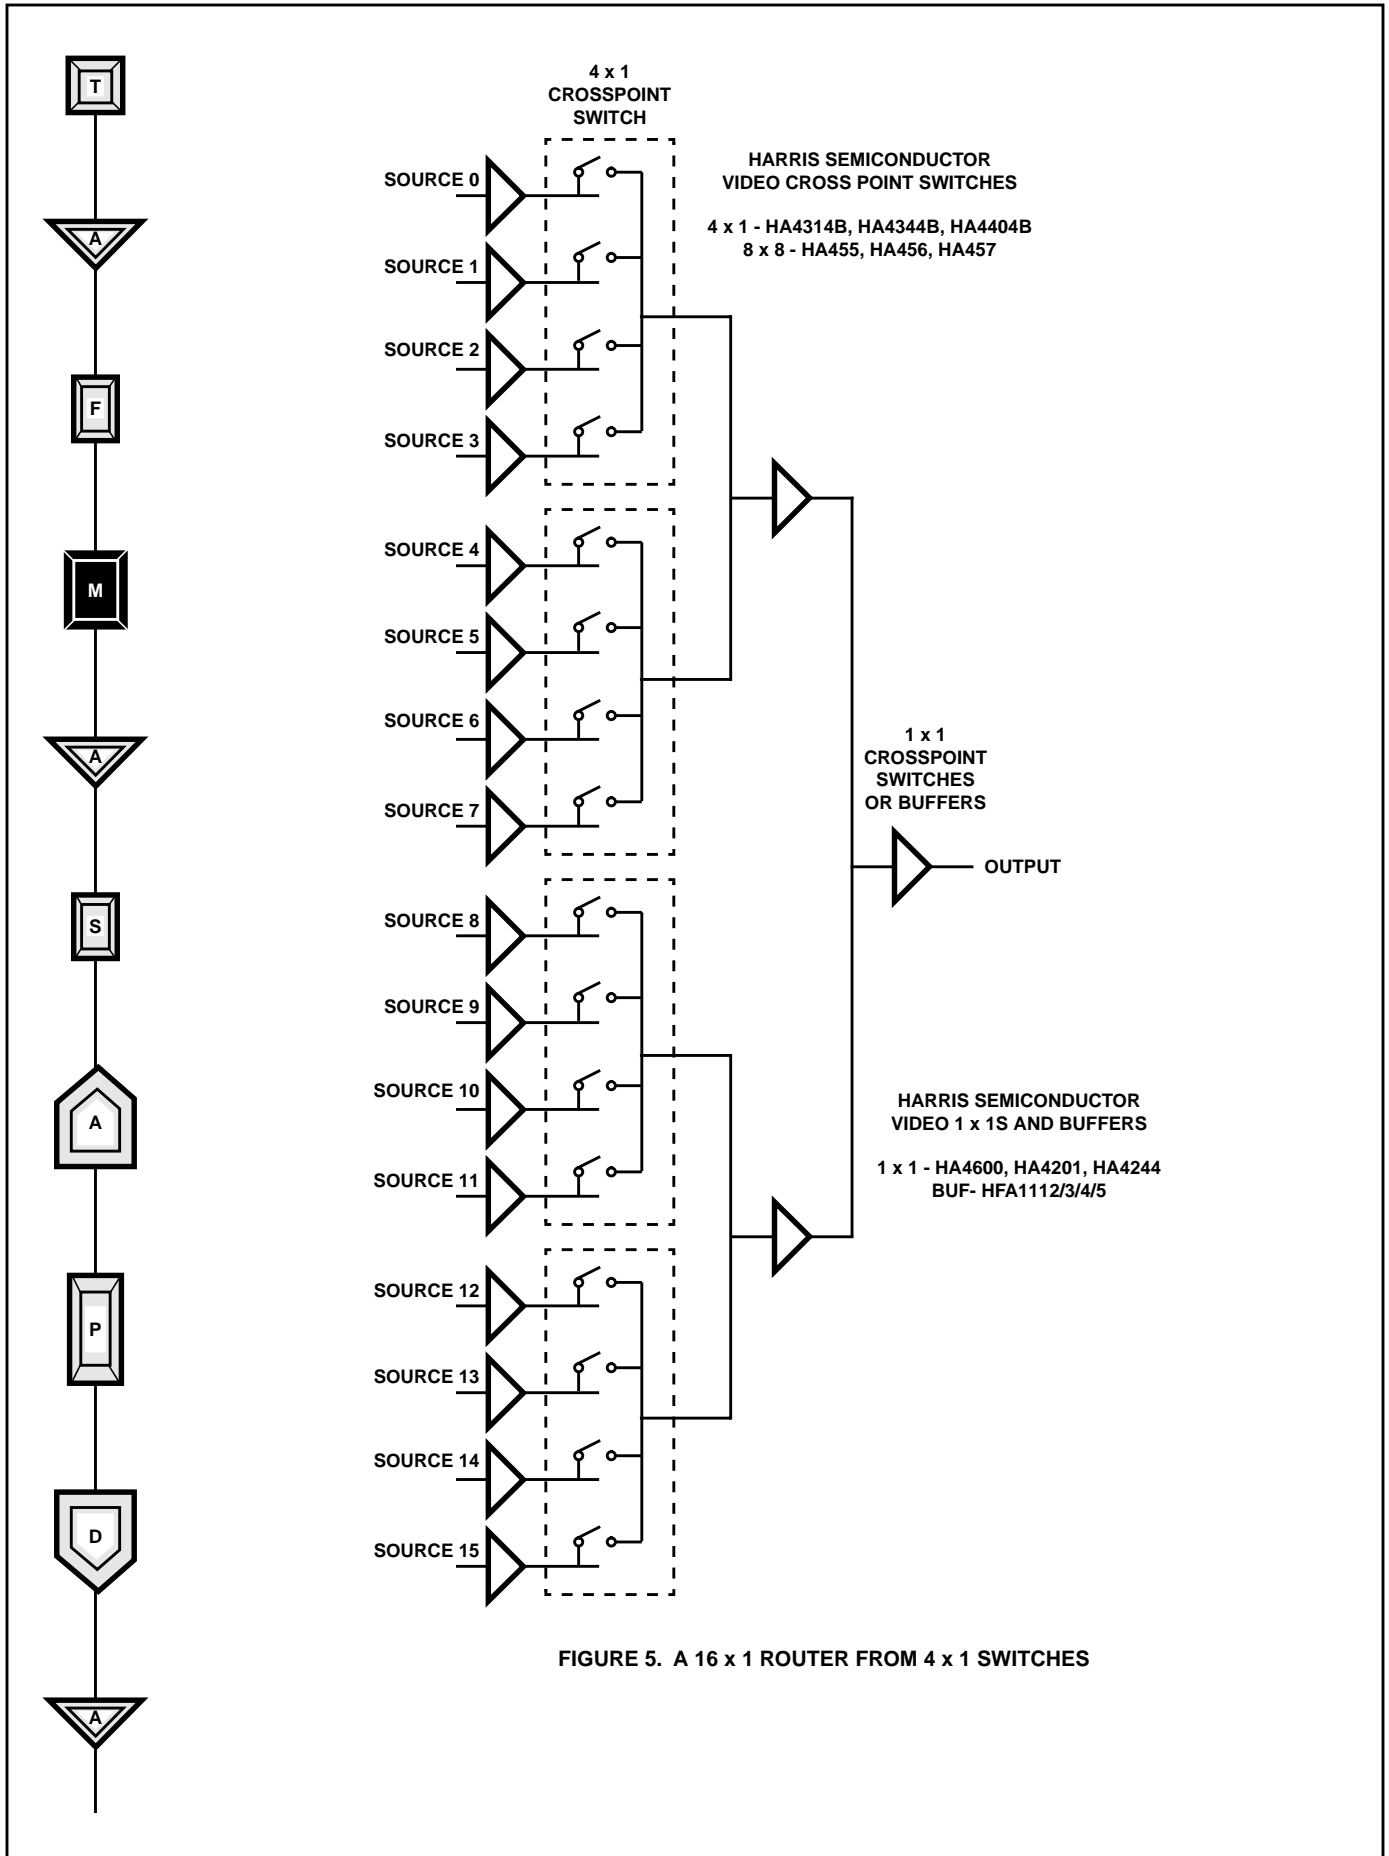 T
A
F
M
A
S
A
P
D
A
4 x 1
CROSSPOINT
SWITCH
HARRIS SEMICONDUCTOR
VIDEO CROSS POINT SWITCHES
4 x 1 - HA4314B, HA4344B, HA4404B
8 x 8 - HA455, HA456, HA457
SOURCE 0
SOURCE 1
SOURCE 2
SOURCE 3
SOURCE 4
SOURCE 5
SOURCE 6
SOURCE 7
SOURCE 8
SOURCE 9
SOURCE 10
SOURCE 11
SOURCE 12
SOURCE 13
SOURCE 14
SOURCE 15
1 x 1
CROSSPOINT
SWITCHES
OR BUFFERS
OUTPUT
HARRIS SEMICONDUCTOR
VIDEO 1 x 1S AND BUFFERS
1 x 1 - HA4600, HA4201, HA4244
BUF- HFA1112/3/4/5
FIGURE 5. A 16 x 1 ROUTER FROM 4 x 1 SWITCHES